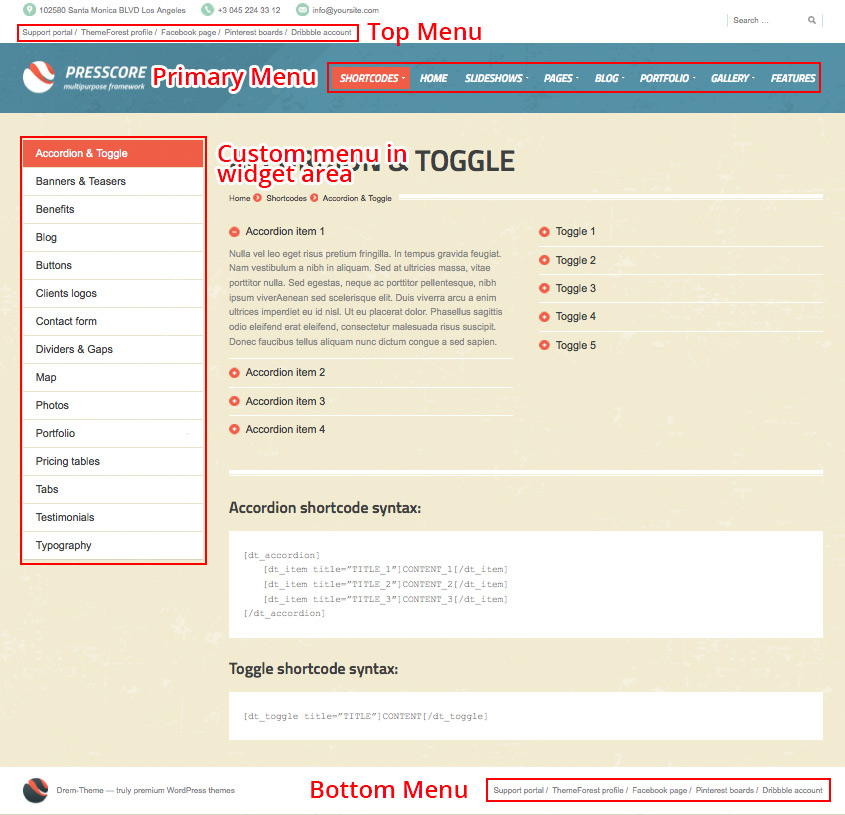 102580 Santa Monica BLVD Los Angeles +3 045 224 33 12 info@yoursite.com
Search ...
Support portal / ThemeForest profile / Facebook page / Pinterest boards / Dribbble account
Top Menu
PRESSCORE
multipurpose framework
Primary Menu
SHORTCODES HOME SLIDESHOWS PAGES BLOG PORTFOLIO GALLERY FEATURES
Accordion & Toggle
Banners & Teasers
Benefits
Blog
Buttons
Clients logos
Contact form
Dividers & Gaps
Map
Photos
Portfolio
Pricing tables
Tabs
Testimonials
Typography
Custom menu in
widget area
& TOGGLE
Home Shortcodes Accordion & Toggle
Accordion item 1
Nulla vel leo eget risus pretium fringilla. In tempus gravida feugiat.
Nam vestibulum a nibh in aliquam. Sed at ultricies massa, vitae
porttitor nulla. Sed egestas, neque ac porttitor pellentesque, nibh
ipsum viverAenean sed scelerisque elit. Duis viverra arcu a enim
ultrices imperdiet eu id nisl. Ut eu placerat dolor. Phasellus sagittis
odio eleifend erat eleifend, consectetur malesuada risus suscipit.
Donec faucibus tellus aliquam nunc dictum congue a sed sapien.
Accordion item 2
Accordion item 3
Accordion item 4
Toggle 1
Toggle 2
Toggle 3
Toggle 4
Toggle 5
Accordion shortcode syntax:
[dt_accordion]
[dt_item title=”TITLE_1”]CONTENT_1[/dt_item]
[dt_item title=”TITLE_2”]CONTENT_2[/dt_item]
[dt_item title=”TITLE_3”]CONTENT_3[/dt_item]
[/dt_accordion]
Toggle shortcode syntax:
[dt_toggle title=”TITLE”]CONTENT[/dt_toggle]
Drem-Theme — truly premium WordPress themes
Bottom Menu
Support portal / ThemeForest profile / Facebook page / Pinterest boards / Dribbble account